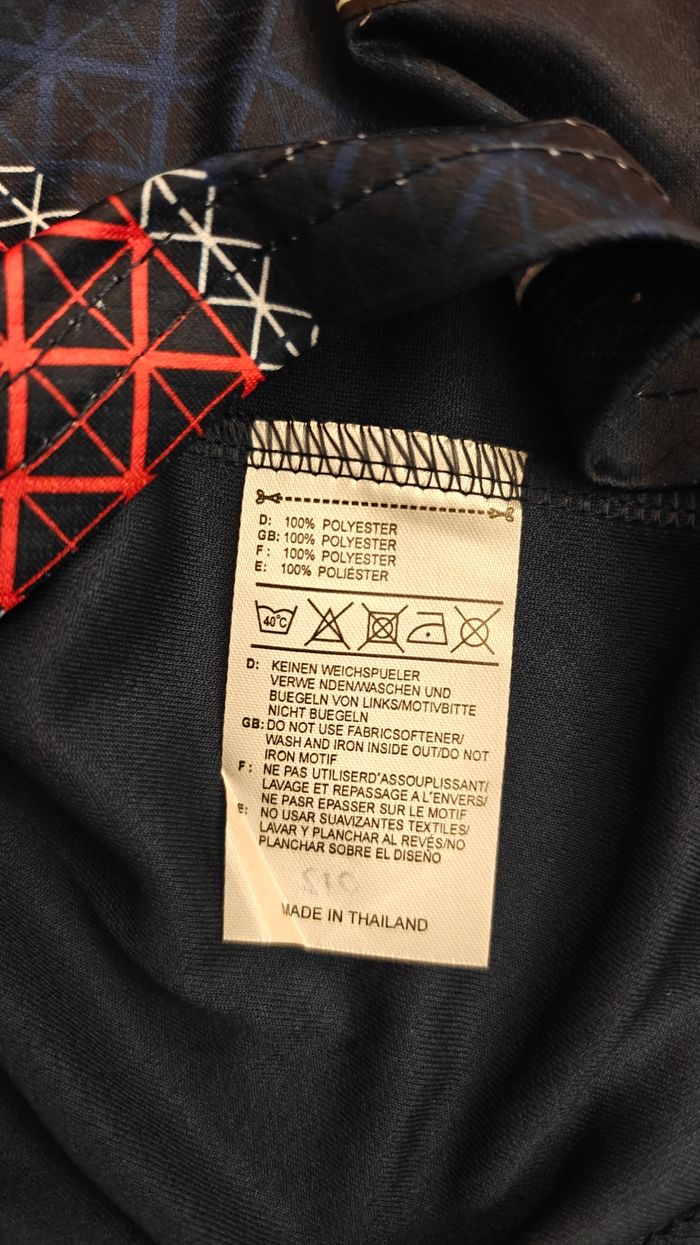 D: 100% POLYESTER
GB: 100% POLYESTER
F: 100% POLYESTER
E: 100% POLIÉSTER
40°C
D: KEINEN WEICHSPUELER
VERWE NDEN/WASCHEN UND
BUEGELN VON LINKS/MOTIVBITTE
NICHT BUEGELN
GB: DO NOT USE FABRICSOFTENER/
WASH AND IRON INSIDE OUT/DO NOT
IRON MOTIF
F: NE PAS UTILISERD'ASSOUPLISSANT/
LAVAGE ET REPASSAGE A L'ENVERS/
NE PASR EPASSER SUR LE MOTIF
E: NO USAR SUAVIZANTES TEXTILES/
LAVAR Y PLANCHAR AL REVÉS/NO
PLANCHAR SOBRE EL DISEÑO
MADE IN THAILAND